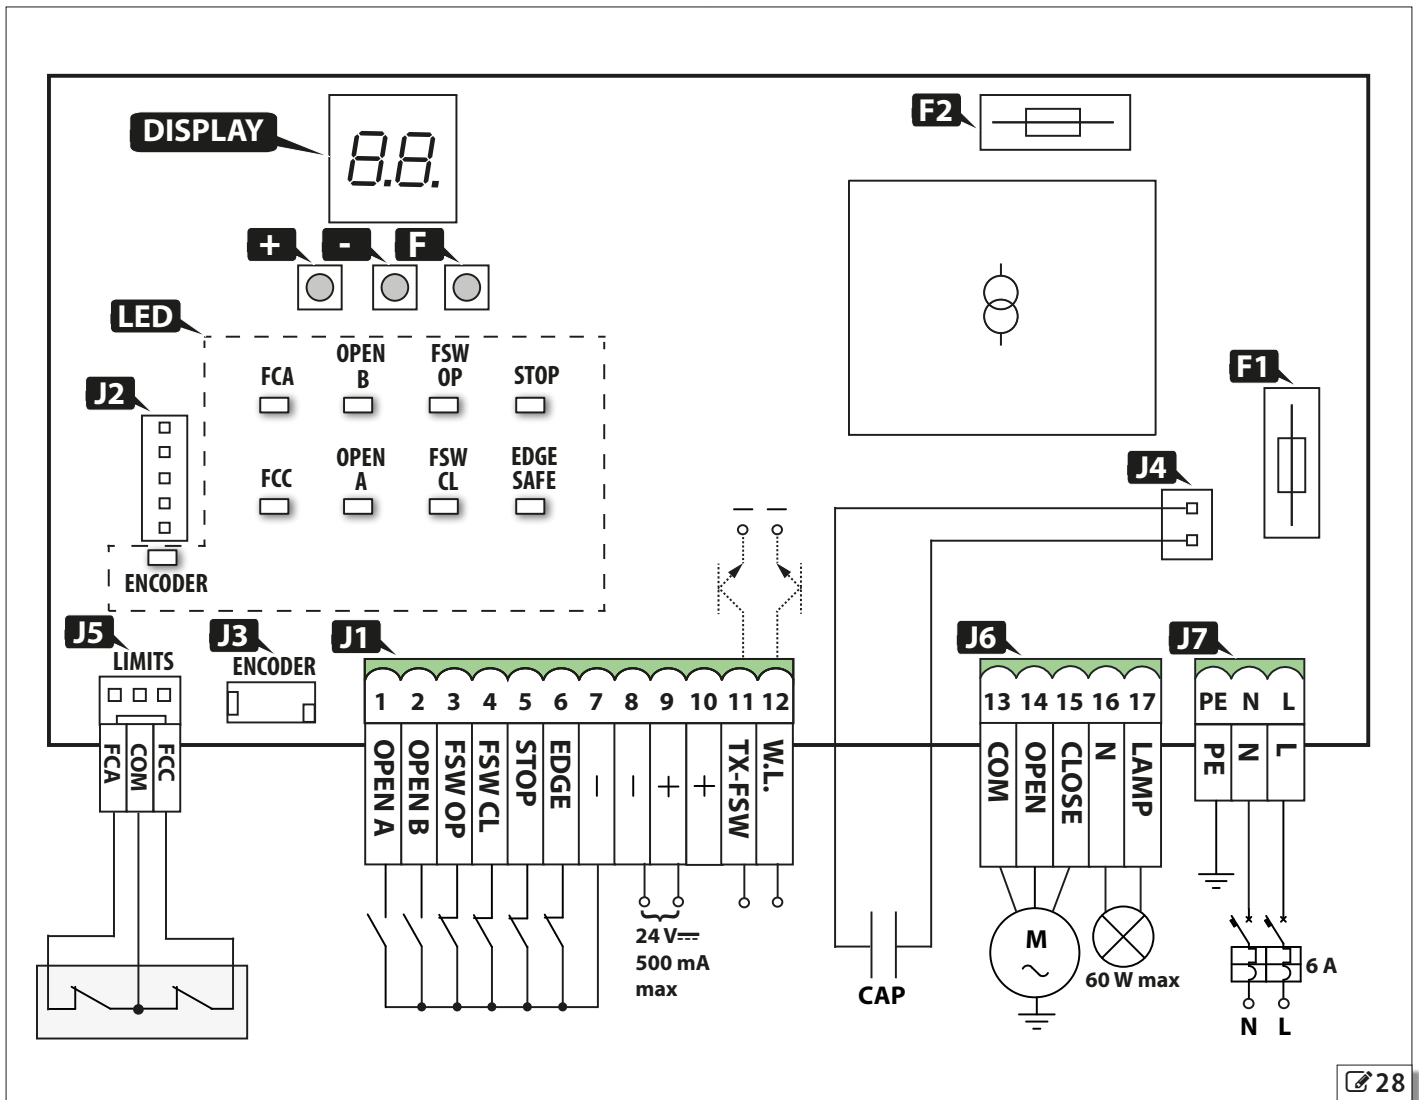 DISPLAY
8.8.
F2
+ - F
LED
FCA
OPEN
B
FSW
OP
STOP
F1
J2
FCC
OPEN
A
FSW
CL
EDGE
SAFE
J4
ENCODER
J5
LIMITS
J3
ENCODER
J1
J6
J7
1 2 3 4 5 6 7 8 9 10 11 12
13 14 15 16 17
PE N L
FCA
COM
FCC
OPEN A
OPEN B
FSW OP
FSW CL
STOP
EDGE
–
–
+
+
TX-FSW
W.L.
COM
OPEN
CLOSE
N
LAMP
PE
N
L
24 V⎓
500 mA
max
CAP
M
~
60 W max
6 A
N L
28